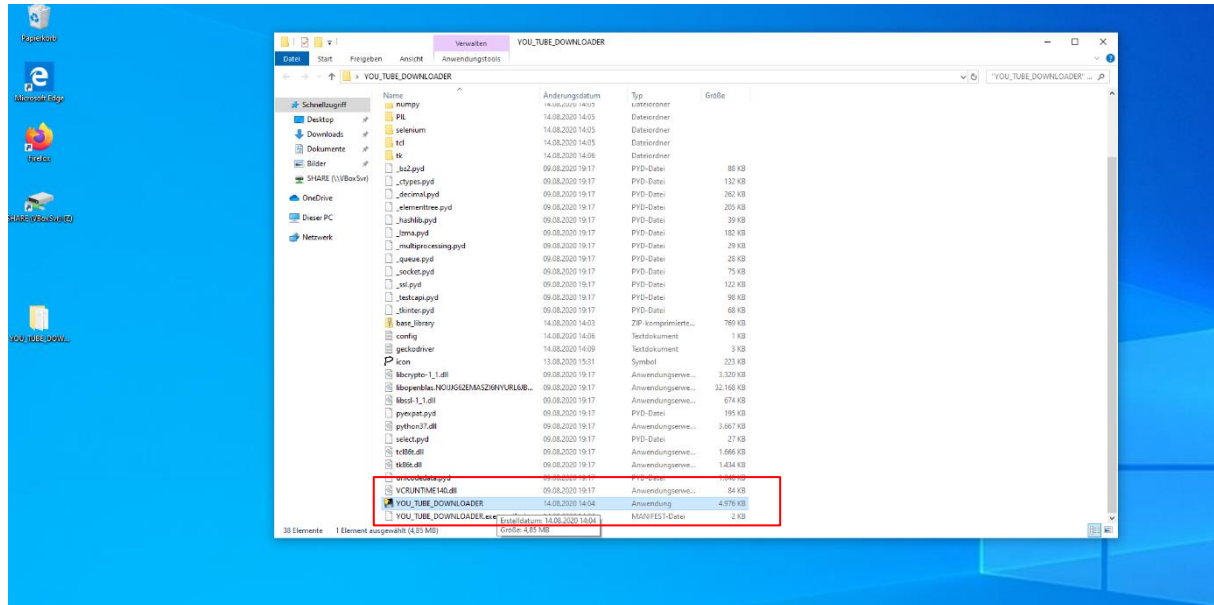 Papierkorb
Microsoft Edge
Firefox
SHARE (VBoxSvr) (Z)
YOU_TUBE_DOW...
Verwalten YOU_TUBE_DOWNLOADER
Datei Start Freigeben Ansicht Anwendungstools
YOU_TUBE_DOWNLOADER "YOU_TUBE_DOWNLOADER" ...
Schnellzugriff
Desktop
Downloads
Dokumente
Bilder
SHARE (\\VBoxSvr)
OneDrive
Dieser PC
Netzwerk
Name Änderungsdatum Typ Größe
numpy 14.08.2020 14:05 Dateiordner
PIL 14.08.2020 14:05 Dateiordner
selenium 14.08.2020 14:05 Dateiordner
tcl 14.08.2020 14:05 Dateiordner
tk 14.08.2020 14:06 Dateiordner
_bz2.pyd 09.08.2020 19:17 PYD-Datei 88 KB
_ctypes.pyd 09.08.2020 19:17 PYD-Datei 132 KB
_decimal.pyd 09.08.2020 19:17 PYD-Datei 262 KB
_elementtree.pyd 09.08.2020 19:17 PYD-Datei 205 KB
_hashlib.pyd 09.08.2020 19:17 PYD-Datei 39 KB
_lzma.pyd 09.08.2020 19:17 PYD-Datei 182 KB
_multiprocessing.pyd 09.08.2020 19:17 PYD-Datei 29 KB
_queue.pyd 09.08.2020 19:17 PYD-Datei 28 KB
_socket.pyd 09.08.2020 19:17 PYD-Datei 75 KB
_ssl.pyd 09.08.2020 19:17 PYD-Datei 122 KB
_testcapi.pyd 09.08.2020 19:17 PYD-Datei 98 KB
_tkinter.pyd 09.08.2020 19:17 PYD-Datei 68 KB
base_library 14.08.2020 14:03 ZIP-komprimierte... 769 KB
config 14.08.2020 14:06 Textdokument 1 KB
geckodriver 14.08.2020 14:09 Textdokument 3 KB
icon 13.08.2020 15:31 Symbol 223 KB
libcrypto-1_1.dll 09.08.2020 19:17 Anwendungserwe... 3.320 KB
09.08.2020 19:17 Anwendungserwe... 32.168 KB
libssl-1_1.dll 09.08.2020 19:17 Anwendungserwe... 674 KB
pyexpat.pyd 09.08.2020 19:17 PYD-Datei 195 KB
python37.dll 09.08.2020 19:17 Anwendungserwe... 3.667 KB
select.pyd 09.08.2020 19:17 PYD-Datei 27 KB
tcl86t.dll 09.08.2020 19:17 Anwendungserwe... 1.666 KB
tk86t.dll 09.08.2020 19:17 Anwendungserwe... 1.434 KB
unicodedata.pyd 09.08.2020 19:17 PYD-Datei
VCRUNTIME140.dll 09.08.2020 19:17 Anwendungserwe... 84 KB
YOU_TUBE_DOWNLOADER 14.08.2020 14:04 Anwendung 4.976 KB
YOU_TUBE_DOWNLOADER.exe MANIFEST-Datei 2 KB
Erstelldatum: 14.08.2020 14:04
Größe: 4,85 MB
38 Elemente 1 Element ausgewählt (4,85 MB)